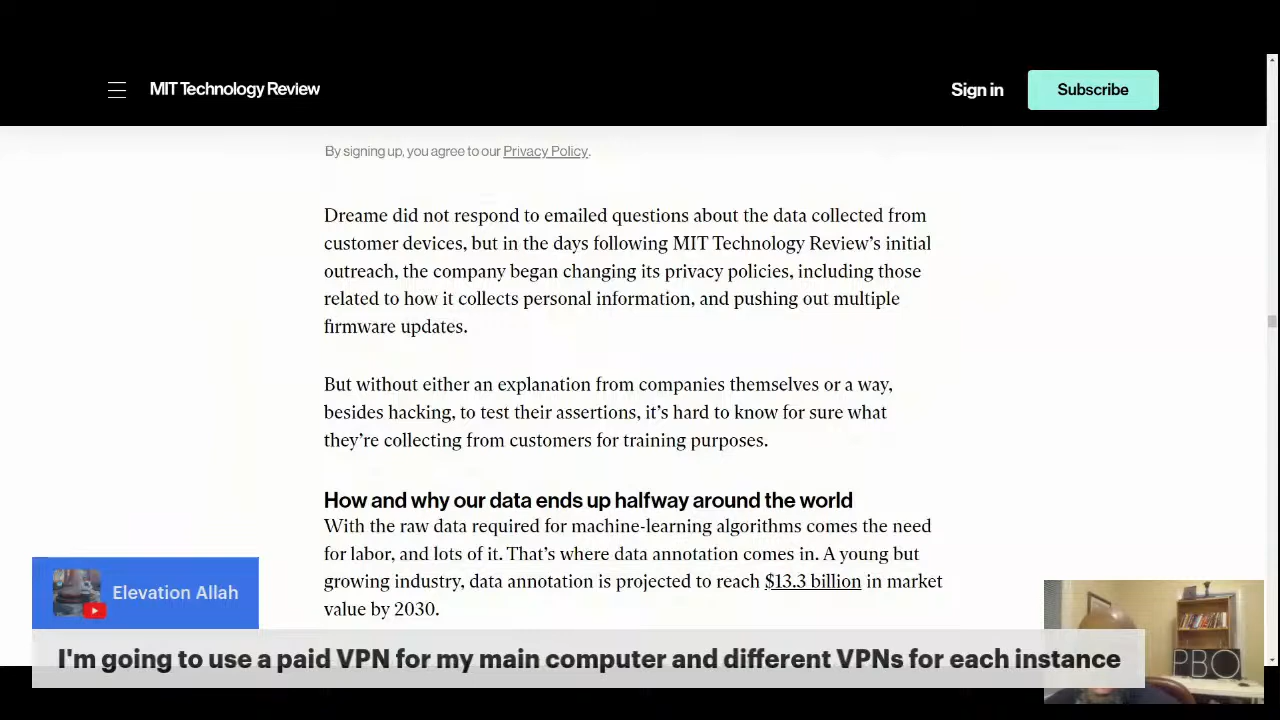 MIT Technology Review
Sign in
Subscribe
By signing up, you agree to our Privacy Policy.
Dreame did not respond to emailed questions about the data collected from
customer devices, but in the days following MIT Technology Review’s initial
outreach, the company began changing its privacy policies, including those
related to how it collects personal information, and pushing out multiple
firmware updates.
But without either an explanation from companies themselves or a way,
besides hacking, to test their assertions, it’s hard to know for sure what
they’re collecting from customers for training purposes.
How and why our data ends up halfway around the world
With the raw data required for machine-learning algorithms comes the need
for labor, and lots of it. That’s where data annotation comes in. A young but
growing industry, data annotation is projected to reach $13.3 billion in market
value by 2030.
Elevation Allah
I'm going to use a paid VPN for my main computer and different VPNs for each instance
PBO